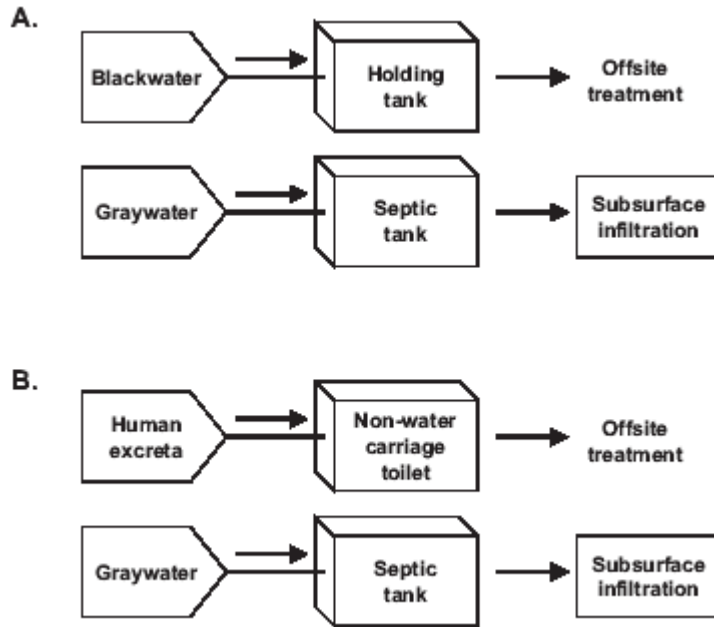 A.
Blackwater
Holding
tank
Offsite
treatment
Graywater
Septic
tank
Subsurface
infiltration
B.
Human
excreta
Non-water
carriage
toilet
Offsite
treatment
Graywater
Septic
tank
Subsurface
infiltration